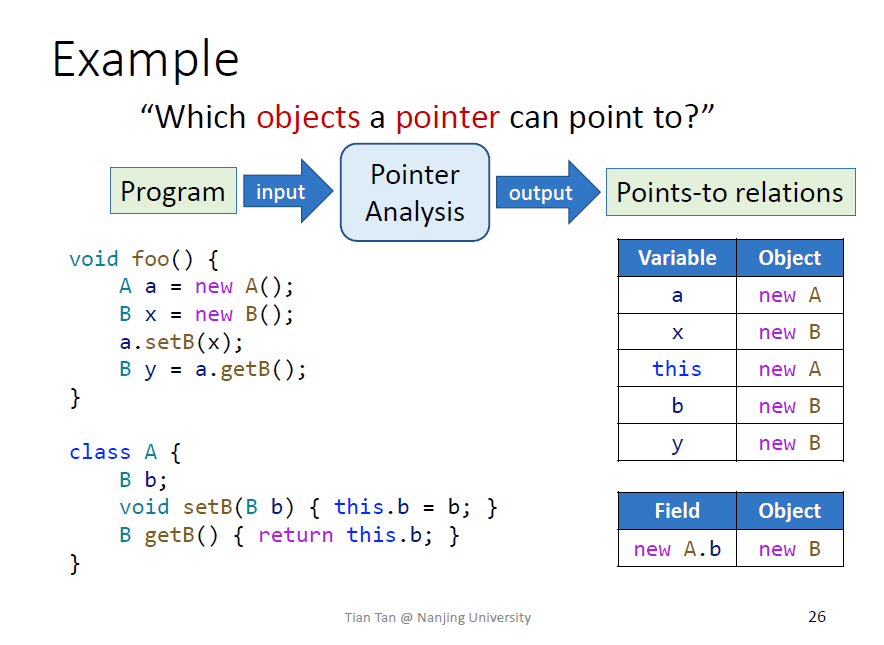 Example
“Which objects a pointer can point to?”
Program
input
Pointer
Analysis
output
Points-to relations
void foo() {
    A a = new A();
    B x = new B();
    a.setB(x);
    B y = a.getB();
}
class A {
    B b;
    void setB(B b) { this.b = b; }
    B getB() { return this.b; }
}
Variable Object
a new A
x new B
this new A
b new B
y new B
Field Object
new A.b new B
Tian Tan @ Nanjing University
26